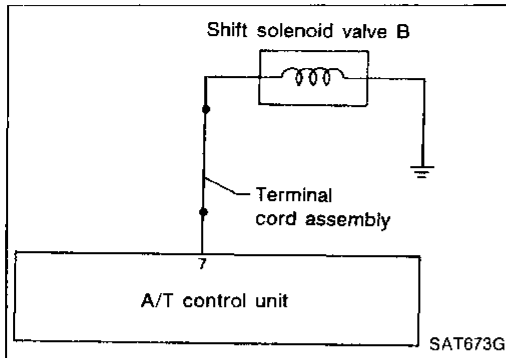 Shift solenoid valve B
Terminal
cord assembly
7
A/T control unit
SAT673G